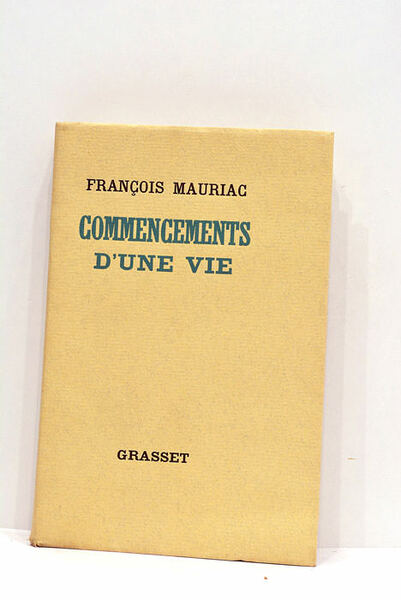 FRANÇOIS MAURIAC
COMMENCEMENTS
D'UNE VIE
GRASSET